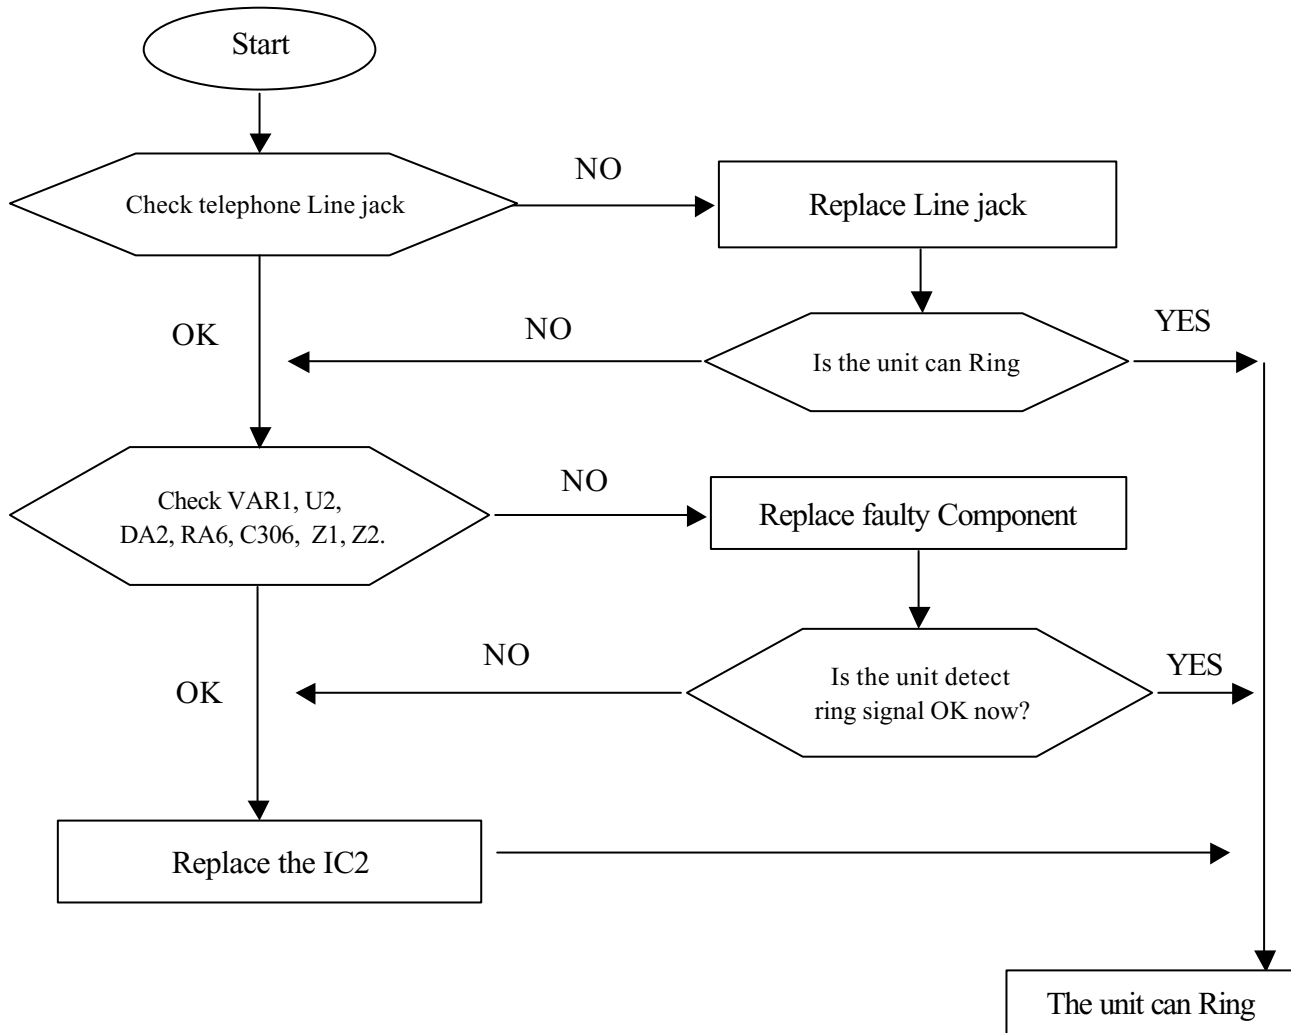 Start
NO
Check telephone Line jack
Replace Line jack
OK
NO
YES
Is the unit can Ring
NO
Check VAR1, U2,
DA2, RA6, C306, Z1, Z2.
Replace faulty Component
NO
YES
OK
Is the unit detect
ring signal OK now?
Replace the IC2
The unit can Ring